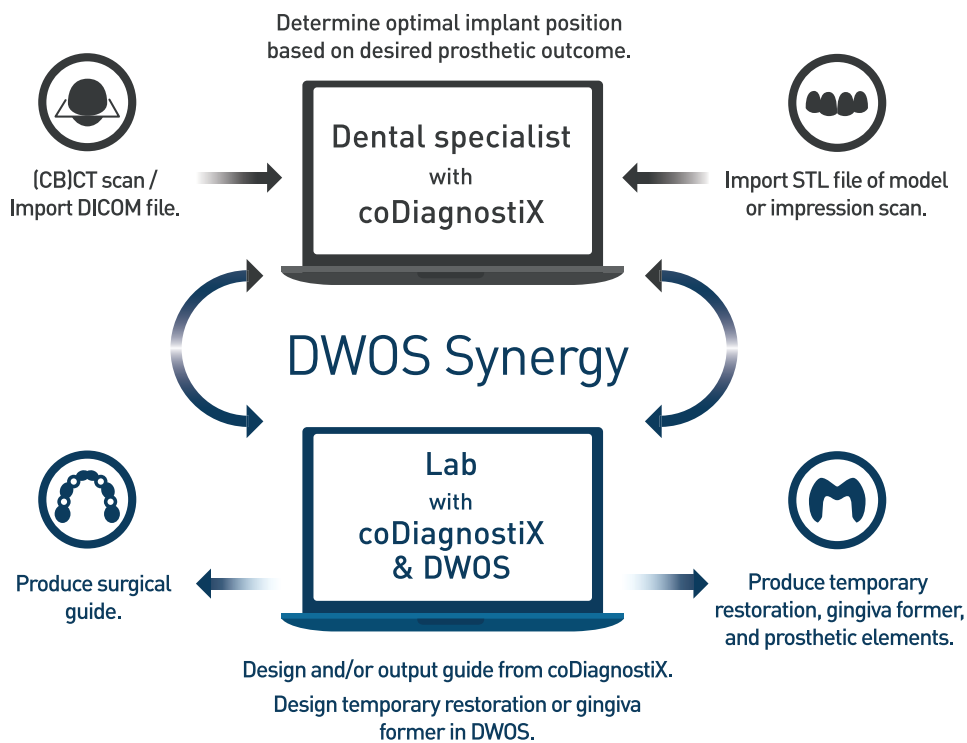 Determine optimal implant position
based on desired prosthetic outcome.
(CB)CT scan /
Import DICOM file.
Dental specialist
with
coDiagnostiX
Import STL file of model
or impression scan.
DWOS Synergy
Lab
with
coDiagnostiX
& DWOS
Produce surgical
guide.
Produce temporary
restoration, gingiva former,
and prosthetic elements.
Design and/or output guide from coDiagnostiX.
Design temporary restoration or gingiva
former in DWOS.